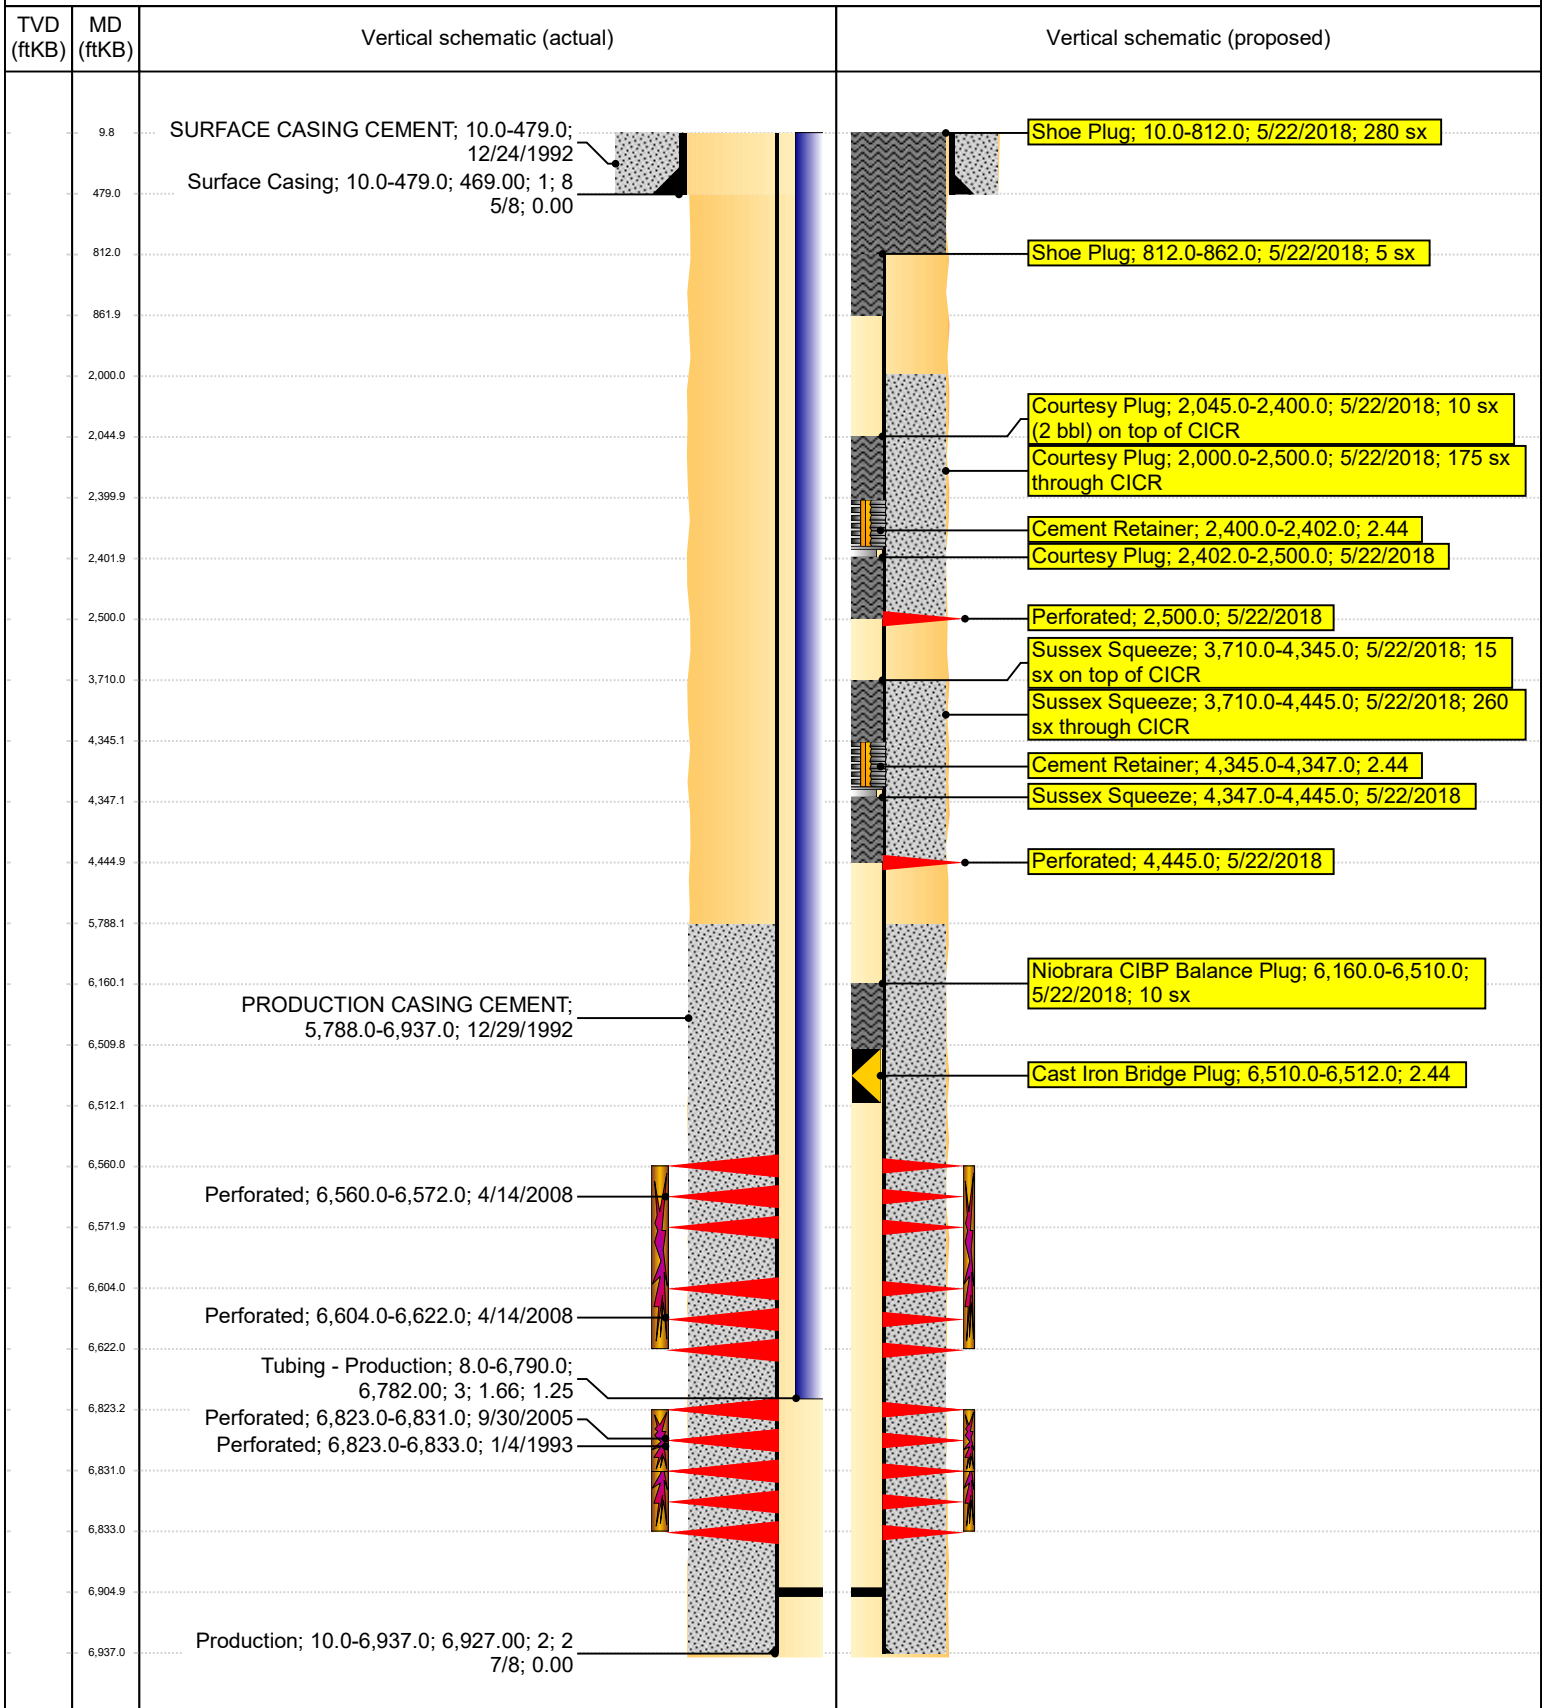 TVD
(ftKB)
MD
(ftKB)
Vertical schematic (actual)
Vertical schematic (proposed)
9.8
479.0
812.0
861.9
2,000.0
2,044.9
2,399.9
2,401.9
2,500.0
3,710.0
4,345.1
4,347.1
4,444.9
5,788.1
6,160.1
6,509.8
6,512.1
6,560.0
6,571.9
6,604.0
6,622.0
6,823.2
6,831.0
6,833.0
6,904.9
6,937.0
SURFACE CASING CEMENT; 10.0-479.0;
12/24/1992
Surface Casing; 10.0-479.0; 469.00; 1; 8
5/8; 0.00
PRODUCTION CASING CEMENT;
5,788.0-6,937.0; 12/29/1992
Perforated; 6,560.0-6,572.0; 4/14/2008
Perforated; 6,604.0-6,622.0; 4/14/2008
Tubing - Production; 8.0-6,790.0;
6,782.00; 3; 1.66; 1.25
Perforated; 6,823.0-6,831.0; 9/30/2005
Perforated; 6,823.0-6,833.0; 1/4/1993
Production; 10.0-6,937.0; 6,927.00; 2; 2
7/8; 0.00
Shoe Plug; 10.0-812.0; 5/22/2018; 280 sx
Shoe Plug; 812.0-862.0; 5/22/2018; 5 sx
Courtesy Plug; 2,045.0-2,400.0; 5/22/2018; 10 sx
(2 bbl) on top of CICR
Courtesy Plug; 2,000.0-2,500.0; 5/22/2018; 175 sx
through CICR
Cement Retainer; 2,400.0-2,402.0; 2.44
Courtesy Plug; 2,402.0-2,500.0; 5/22/2018
Perforated; 2,500.0; 5/22/2018
Sussex Squeeze; 3,710.0-4,345.0; 5/22/2018; 15
sx on top of CICR
Sussex Squeeze; 3,710.0-4,445.0; 5/22/2018; 260
sx through CICR
Cement Retainer; 4,345.0-4,347.0; 2.44
Sussex Squeeze; 4,347.0-4,445.0; 5/22/2018
Perforated; 4,445.0; 5/22/2018
Niobrara CIBP Balance Plug; 6,160.0-6,510.0;
5/22/2018; 10 sx
Cast Iron Bridge Plug; 6,510.0-6,512.0; 2.44